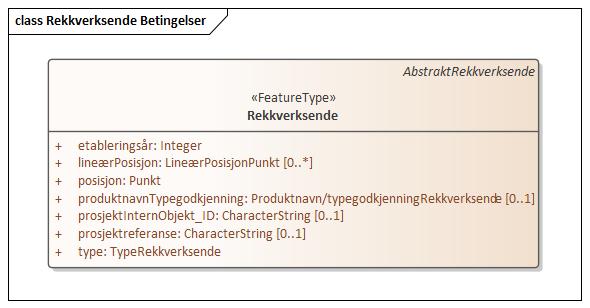 class Rekkverksende Betingelser
AbstraktRekkverksende
«FeatureType»
Rekkverksende
+ etableringsår: Integer
+ lineærPosisjon: LineærPosisjonPunkt [0..*]
+ posisjon: Punkt
+ produktnavnTypegodkjenning: Produktnavn/typegodkjenningRekkverksende [0..1]
+ prosjektInternObjekt_ID: CharacterString [0..1]
+ prosjektreferanse: CharacterString [0..1]
+ type: TypeRekkverksende